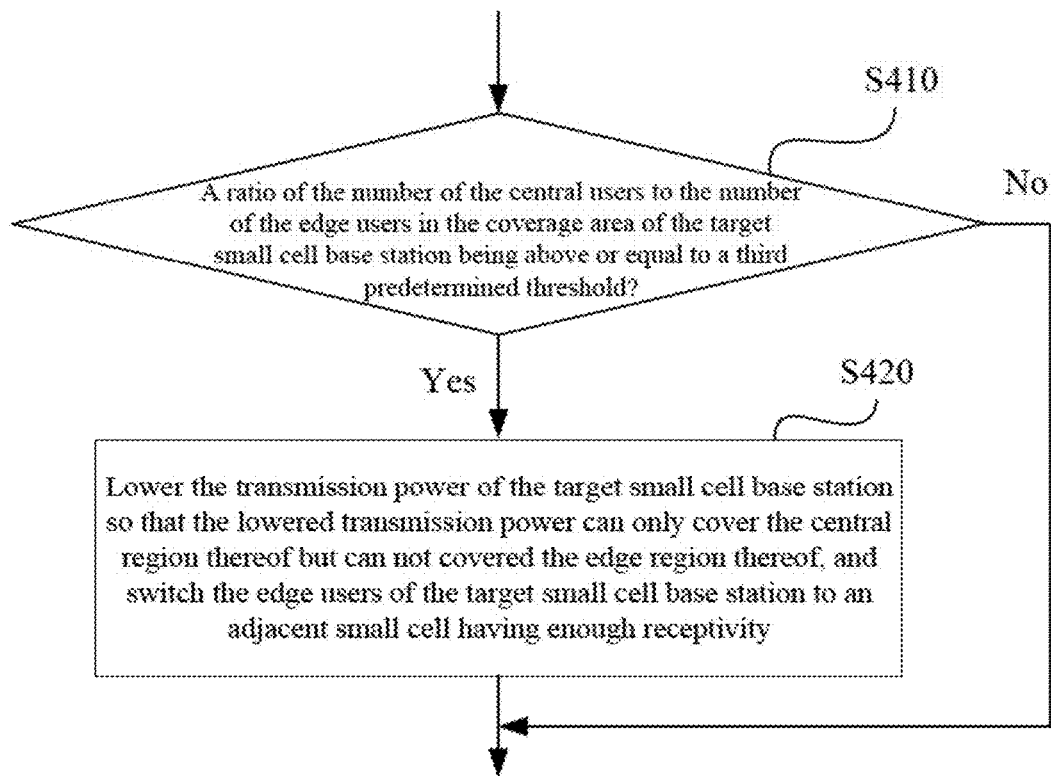 S410
A ratio of the number of the central users to the number
of the edge users in the coverage area of the target
small cell base station being above or equal to a third
predetermined threshold?
No
Yes
S420
Lower the transmission power of the target small cell base station
so that the lowered transmission power can only cover the central
region thereof but can not covered the edge region thereof, and
switch the edge users of the target small cell base station to an
adjacent small cell having enough receptivity